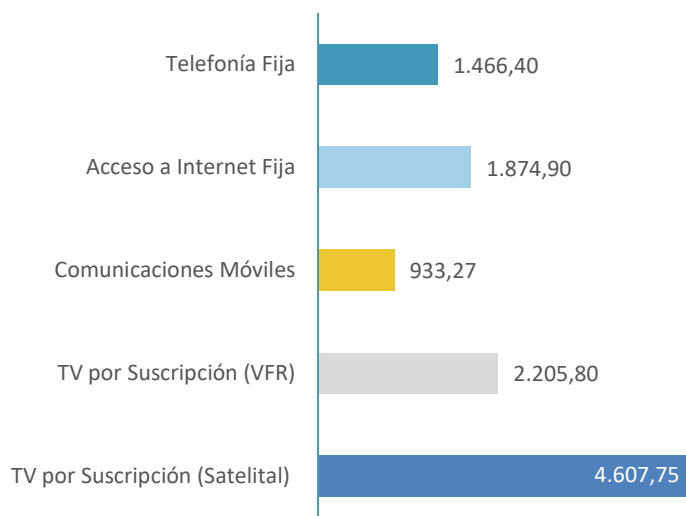 Telefonía Fija 1.466,40
Acceso a Internet Fija 1.874,90
Comunicaciones Móviles 933,27
TV por Suscripción (VFR) 2.205,80
TV por Suscripción (Satelital) 4.607,75